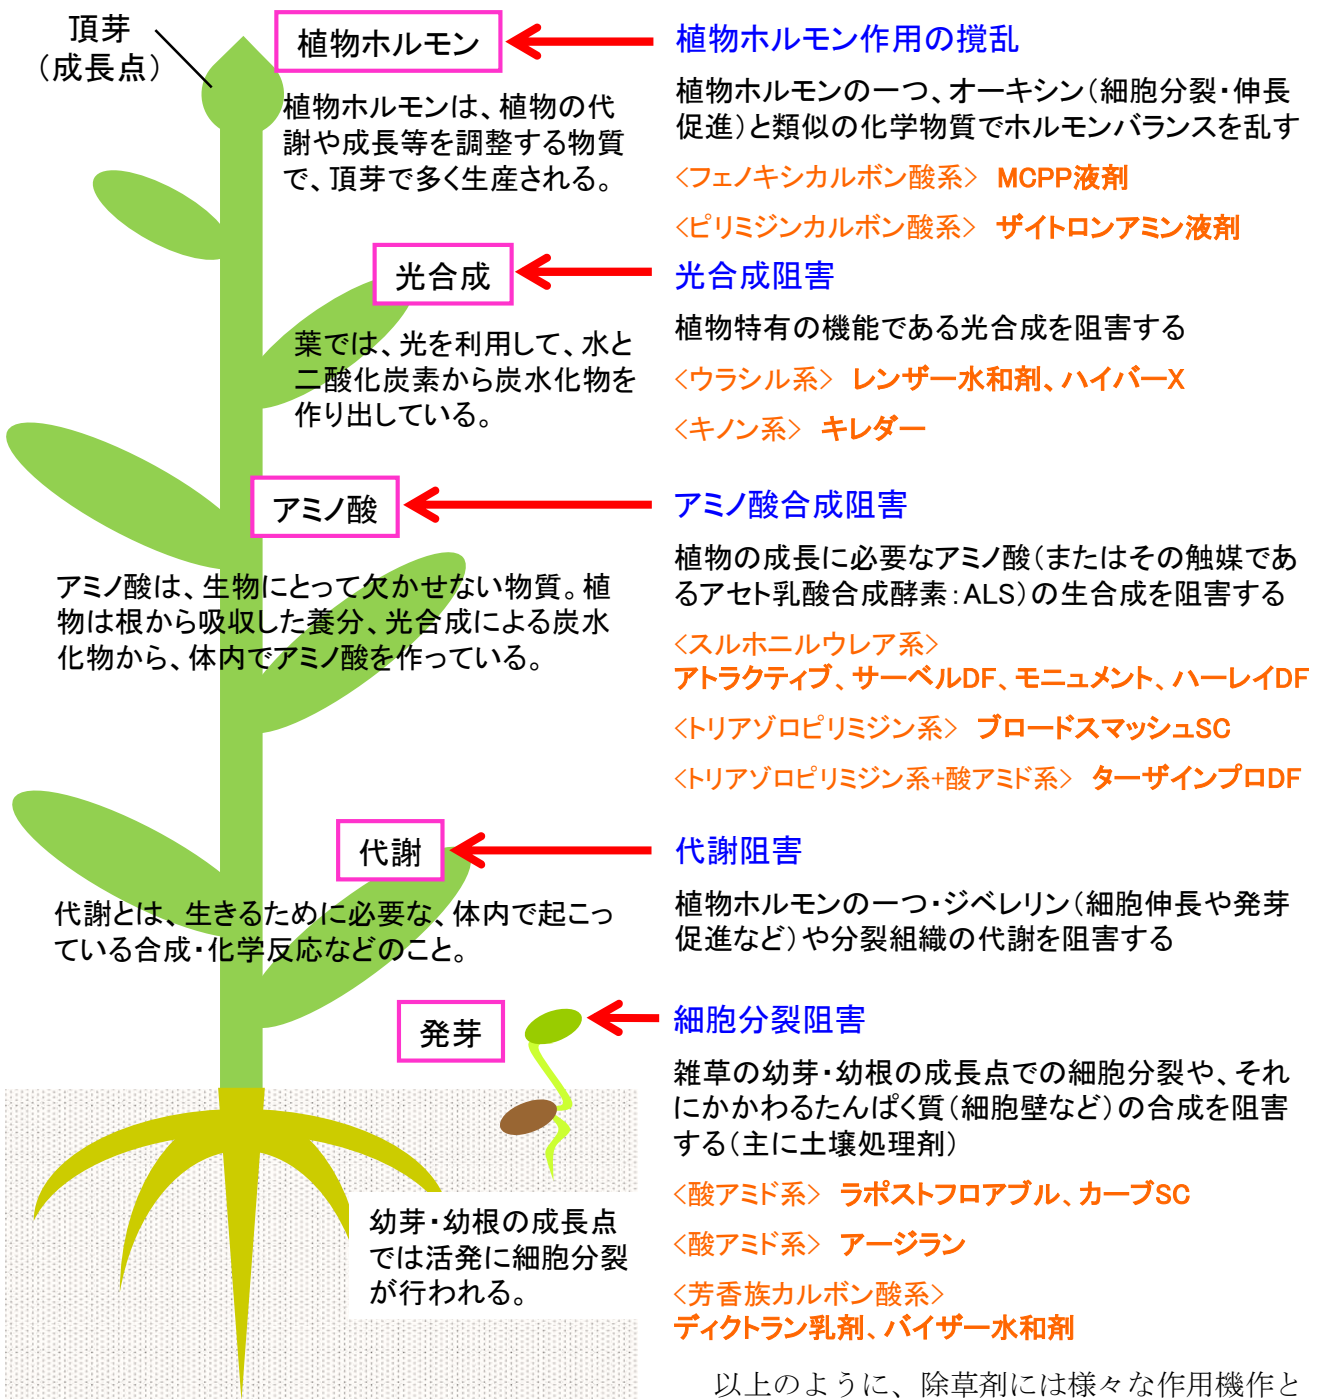 頂芽
（成長点）
植物ホルモン
植物ホルモンは、植物の代
謝や成長等を調整する物質
で、頂芽で多く生産される。
植物ホルモン作用の撹乱
植物ホルモンの一つ、オーキシン（細胞分裂・伸長
促進）と類似の化学物質でホルモンバランスを乱す
＜フェノキシカルボン酸系＞ MCPP液剤
＜ピリミジンカルボン酸系＞ ザイトロンアミン液剤
光合成
葉では、光を利用して、水と
二酸化炭素から炭水化物を
作り出している。
光合成阻害
植物特有の機能である光合成を阻害する
＜ウラシル系＞ レンザー水和剤、ハイバーX
＜キノン系＞ キレダー
アミノ酸
アミノ酸は、生物にとって欠かせない物質。植
物は根から吸収した養分、光合成による炭水
化物から、体内でアミノ酸を作っている。
アミノ酸合成阻害
植物の成長に必要なアミノ酸（またはその触媒であ
るアセト乳酸合成酵素：ALS）の生合成を阻害する
＜スルホニルウレア系＞
アトラクティブ、サーベルDF、モニュメント、ハーレイDF
＜トリアゾロピリミジン系＞ ブロードスマッシュSC
＜トリアゾロピリミジン系+酸アミド系＞ ターザインプロDF
代謝
代謝とは、生きるために必要な、体内で起こっ
ている合成・化学反応などのこと。
代謝阻害
植物ホルモンの一つ・ジベレリン（細胞伸長や発芽
促進など）や分裂組織の代謝を阻害する
発芽
幼芽・幼根の成長点
では活発に細胞分裂
が行われる。
細胞分裂阻害
雑草の幼芽・幼根の成長点での細胞分裂や、それ
にかかわるたんぱく質（細胞壁など）の合成を阻害
する（主に土壌処理剤）
＜酸アミド系＞ ラポストフロアブル、カーブSC
＜酸アミド系＞ アージラン
＜芳香族カルボン酸系＞
ディクトラン乳剤、バイザー水和剤
以上のように、除草剤には様々な作用機作と